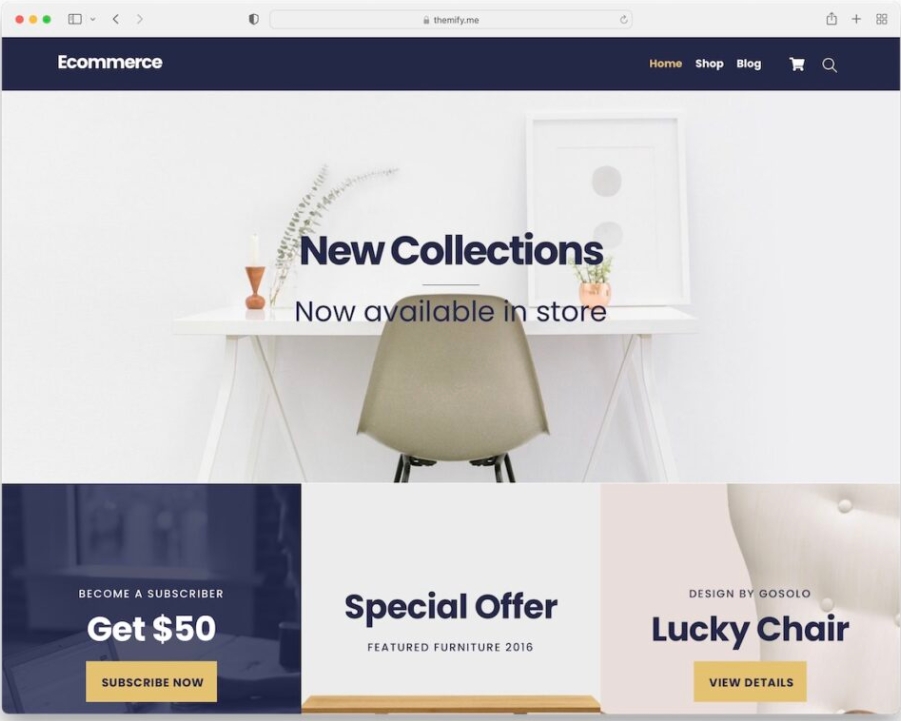 themify.me
Ecommerce
Home Shop Blog
New Collections
Now available in store
BECOME A SUBSCRIBER
Get $50
SUBSCRIBE NOW
Special Offer
FEATURED FURNITURE 2016
DESIGN BY GOSOLO
Lucky Chair
VIEW DETAILS